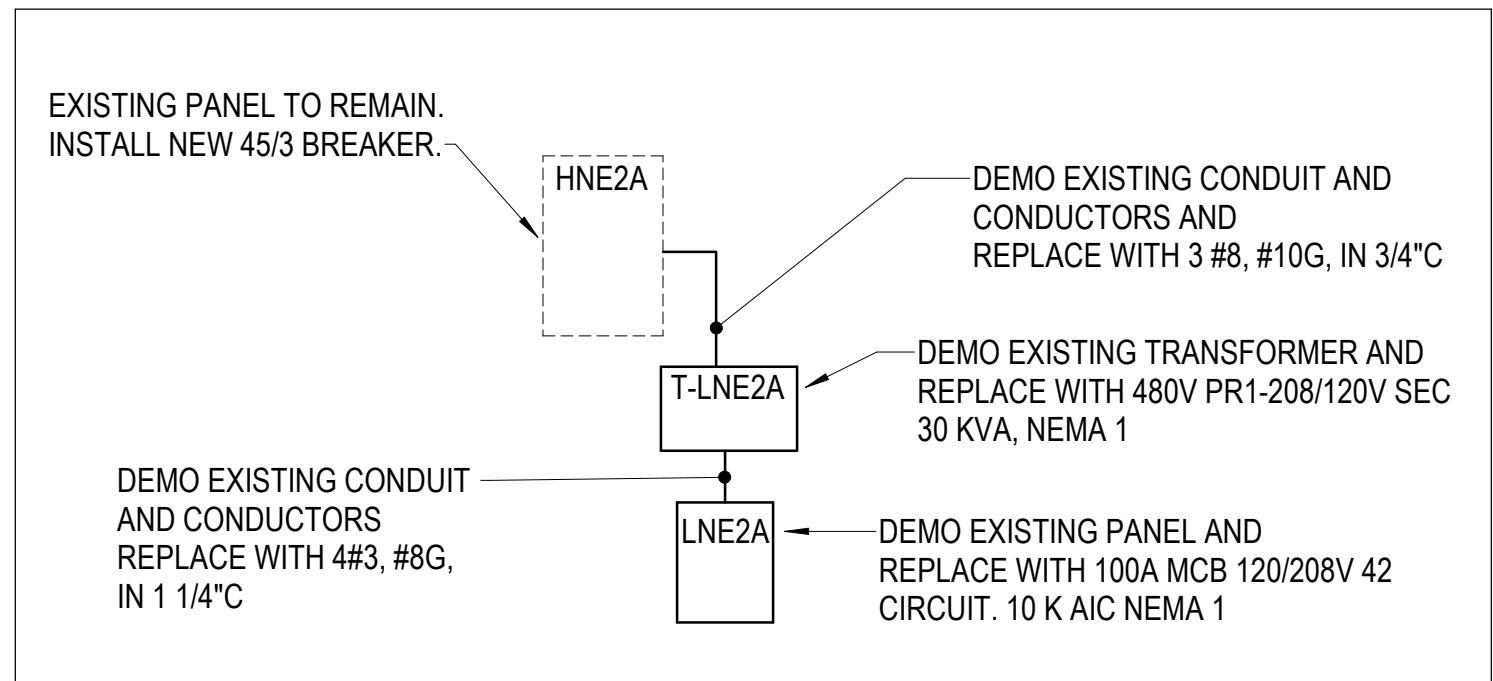 EXISTING PANEL TO REMAIN.
INSTALL NEW 45/3 BREAKER.
HNE2A
DEMO EXISTING CONDUIT AND
CONDUCTORS AND
REPLACE WITH 3 #8, #10G, IN 3/4"C
T-LNE2A
DEMO EXISTING TRANSFORMER AND
REPLACE WITH 480V PR1-208/120V SEC
30 KVA, NEMA 1
DEMO EXISTING CONDUIT
AND CONDUCTORS
REPLACE WITH 4#3, #8G,
IN 1 1/4"C
LNE2A
DEMO EXISTING PANEL AND
REPLACE WITH 100A MCB 120/208V 42
CIRCUIT. 10 K AIC NEMA 1